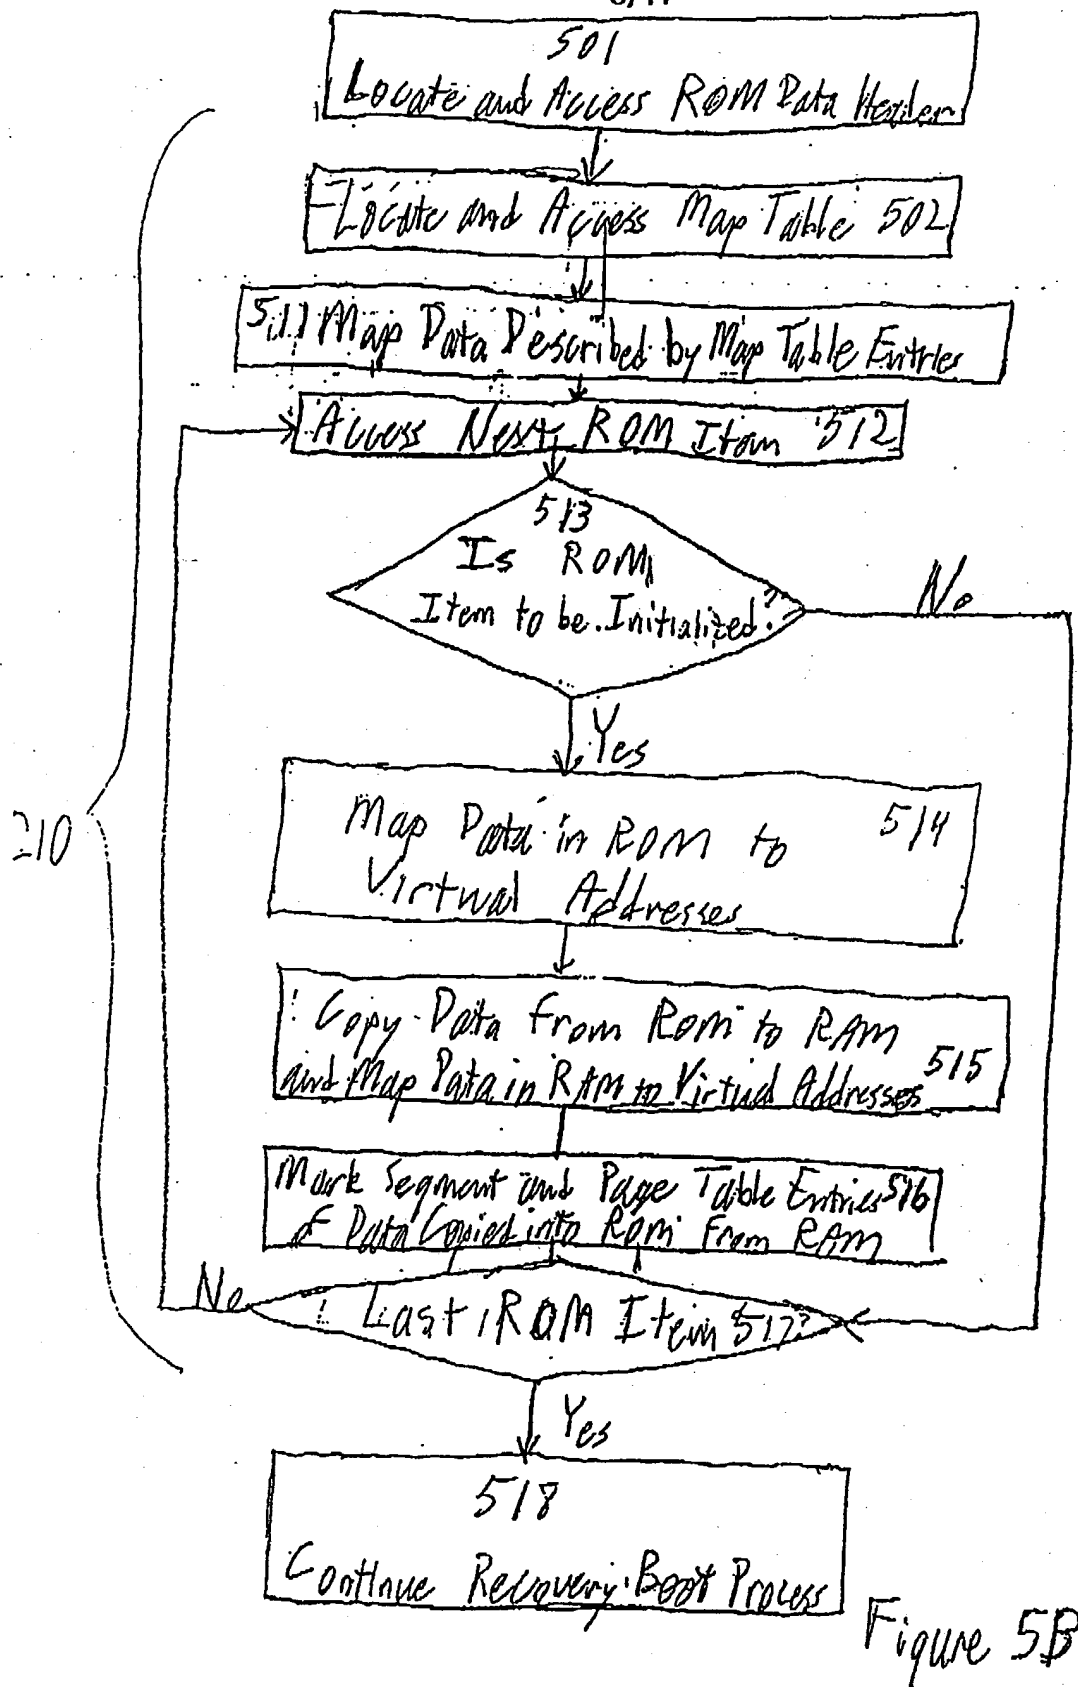 501
Locate and Access ROM Data Header
Locate and Access Map Table 502
511 Map Data Described by Map Table Entries
Access Next ROM Item 512
513
Is ROM
Item to be Initialized?
No
Yes
Map Data in ROM to 514
Virtual Addresses
210
Copy Data from ROM to RAM
and Map Data in RAM to Virtual Addresses 515
Mark Segment and Page Table Entries 516
of Data Copied into ROM From RAM
No
Last ROM Item 517?
Yes
518
Continue Recovery Boot Process
Figure 5B